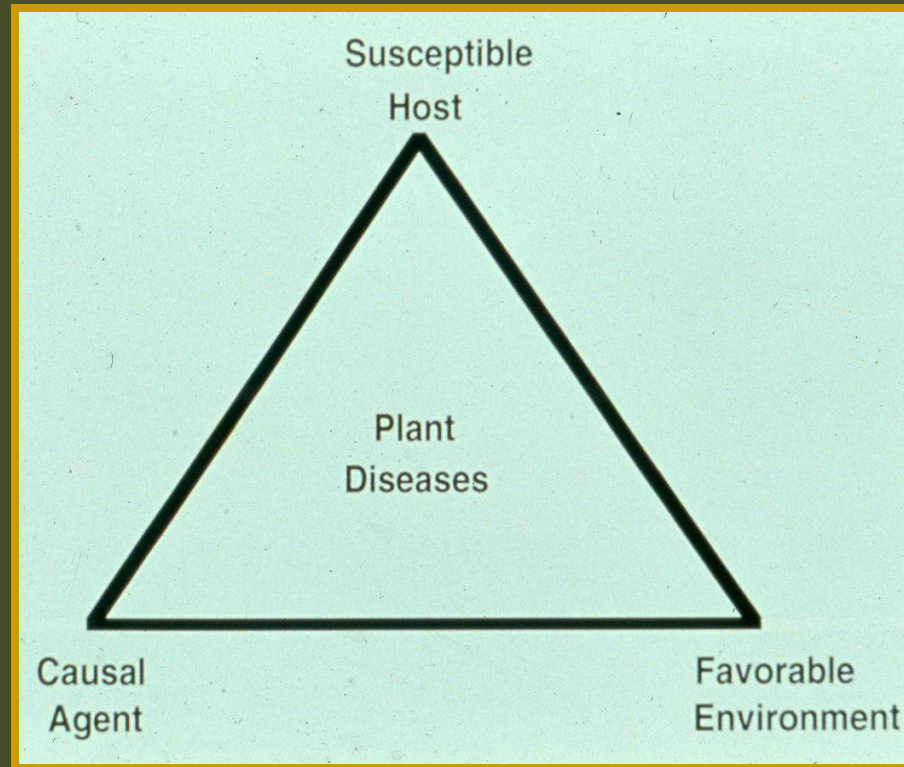 Susceptible
Host
Plant
Diseases
Causal
Agent
Favorable
Environment